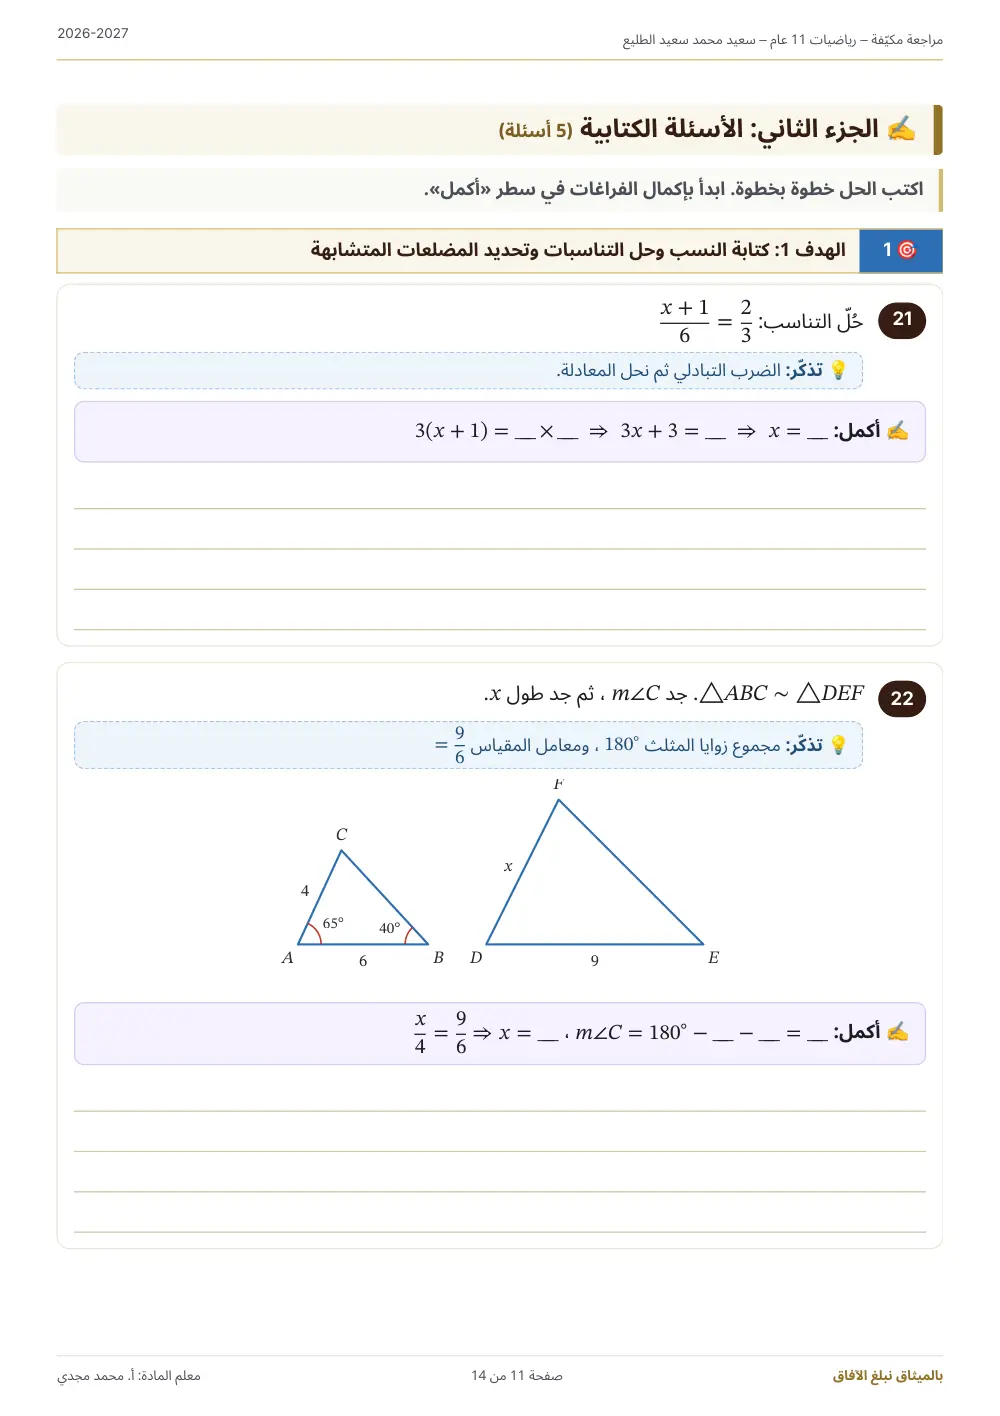 مراجعة مكيّفة – رياضيات 11 عام – سعيد محمد سعيد الطليع
2026-2027
✍️ الجزء الثاني: الأسئلة الكتابية (5 أسئلة)
اكتب الحل خطوة بخطوة. ابدأ بإكمال الفراغات في سطر «أكمل».
🎯 1 الهدف 1: كتابة النسب وحل التناسبات وتحديد المضلعات المتشابهة
21 حُلّ التناسب: (x + 1)/6 = 2/3
💡 تذكّر: الضرب التبادلي ثم نحل المعادلة.
✍️ أكمل: 3(x + 1) = __ × __ ⇒ 3x + 3 = __ ⇒ x = __
22 △ABC ~ △DEF. جد m∠C ، ثم جد طول x.
💡 تذكّر: مجموع زوايا المثلث 180° ، ومعامل المقياس 9/6 =
F
C
x
4
65°
40°
A
6
B
D
9
E
✍️ أكمل: m∠C = 180° − __ − __ = __ ، x/4 = 9/6 ⇒ x = __
بالميثاق نبلغ الآفاق
صفحة 11 من 14
معلم المادة: أ. محمد مجدي